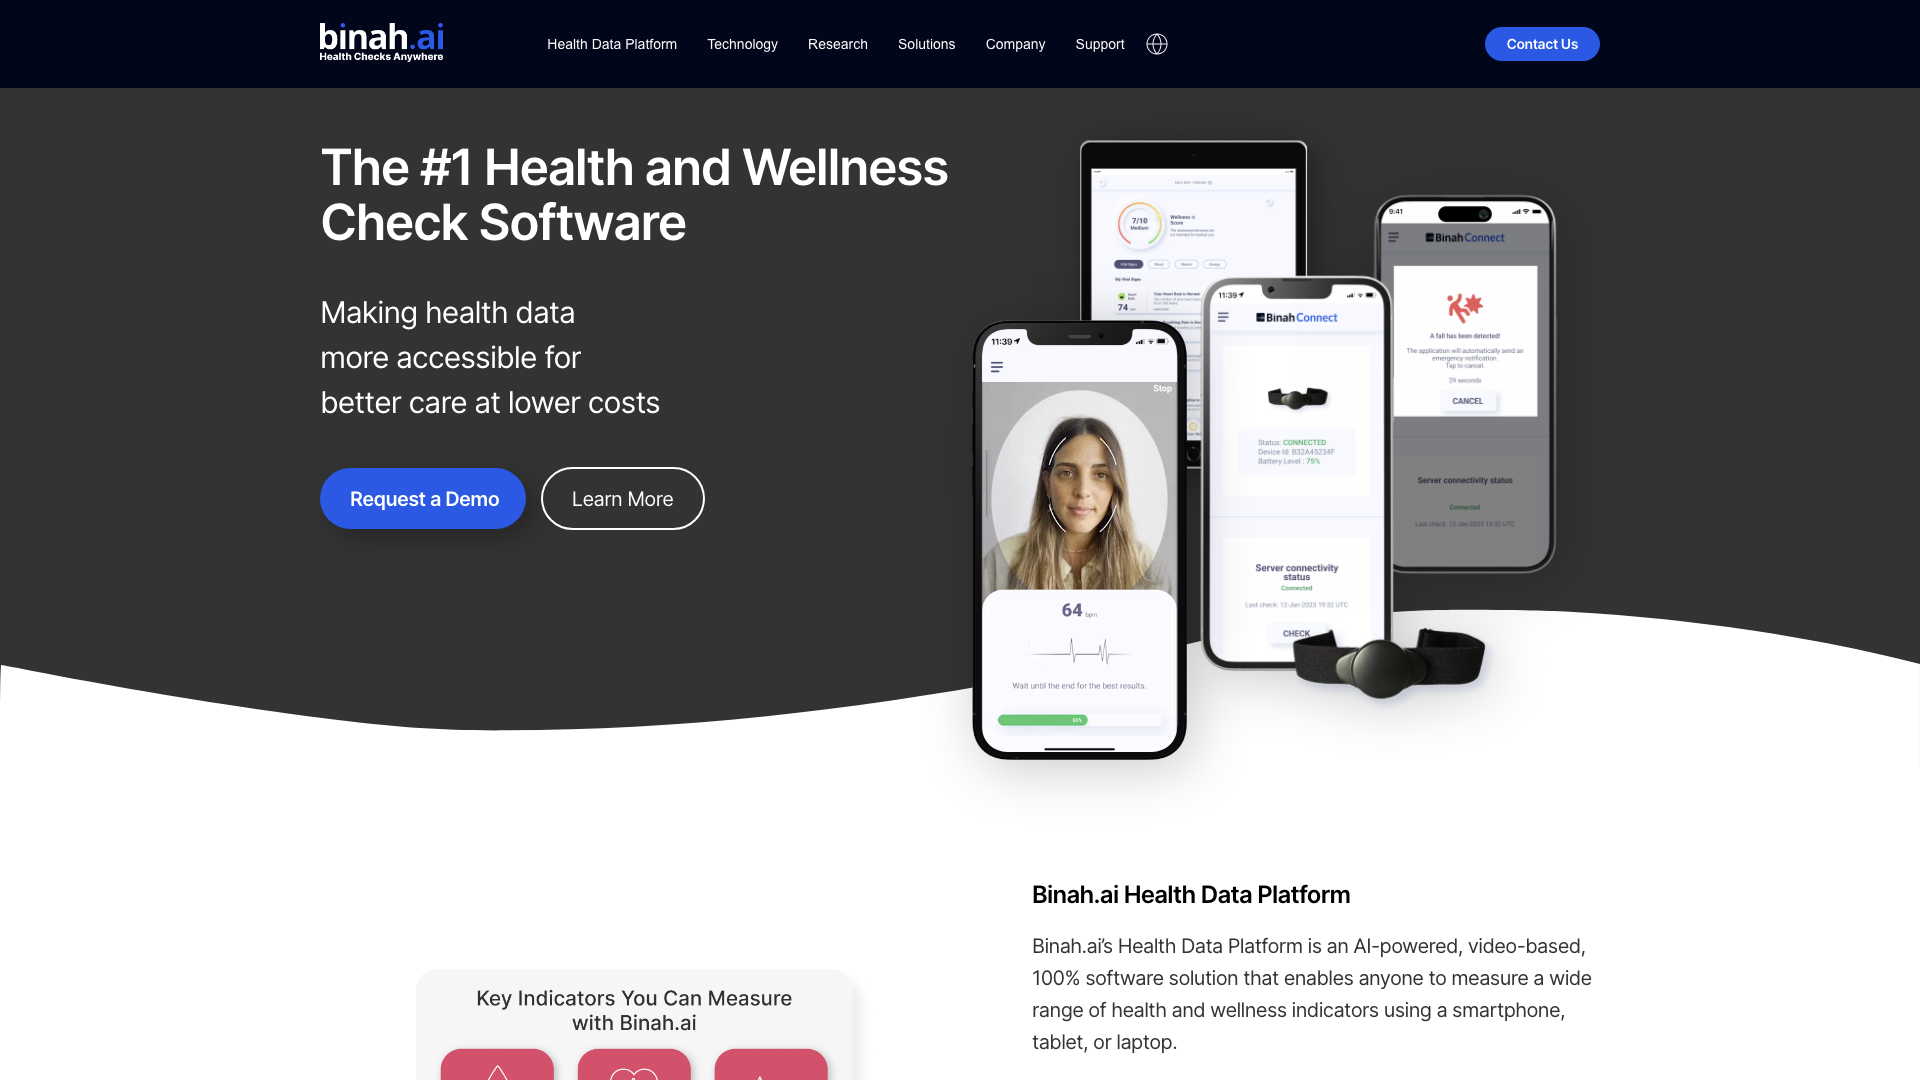 binah.ai
Health Checks Anywhere
Health Data Platform
Technology
Research
Solutions
Company
Support
Contact Us
The #1 Health and Wellness
Check Software
Making health data
more accessible for
better care at lower costs
Request a Demo
Learn More
7/10
Medium
Wellness
Score
My Vital Signs
74
11:39
Stop
64 bpm
Wait until the end for the best results.
11:39
BinahConnect
Status: CONNECTED
Device Id: B32A45234F
Battery Level : 75%
Server connectivity
status
Connected
Last check: 12-Jan-2023 19:32 UTC
CHECK
9:41
BinahConnect
A fall has been detected!
The application will automatically send an
emergency notification.
Tap to cancel.
29 seconds
CANCEL
Server connectivity status
Connected
Last check: 12-Jan-2023 19:32 UTC
Binah.ai Health Data Platform
Binah.ai’s Health Data Platform is an AI-powered, video-based,
100% software solution that enables anyone to measure a wide
range of health and wellness indicators using a smartphone,
tablet, or laptop.
Key Indicators You Can Measure
with Binah.ai